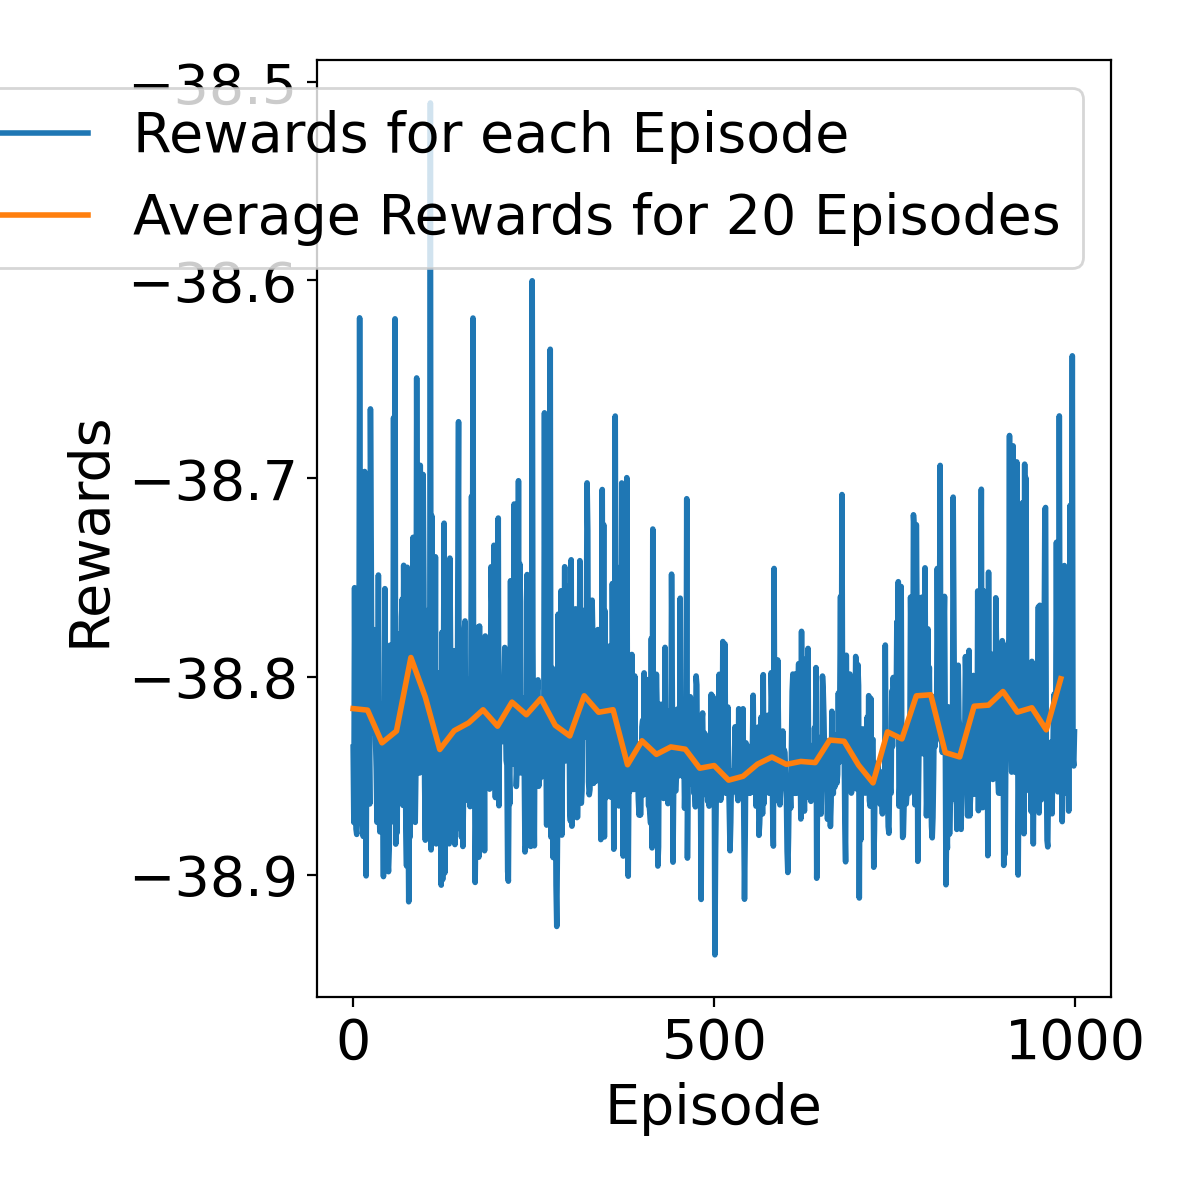 −38.5
Rewards for each Episode
Average Rewards for 20 Episodes
−38.6
−38.7
−38.8
−38.9
Rewards
0 500 1000
Episode